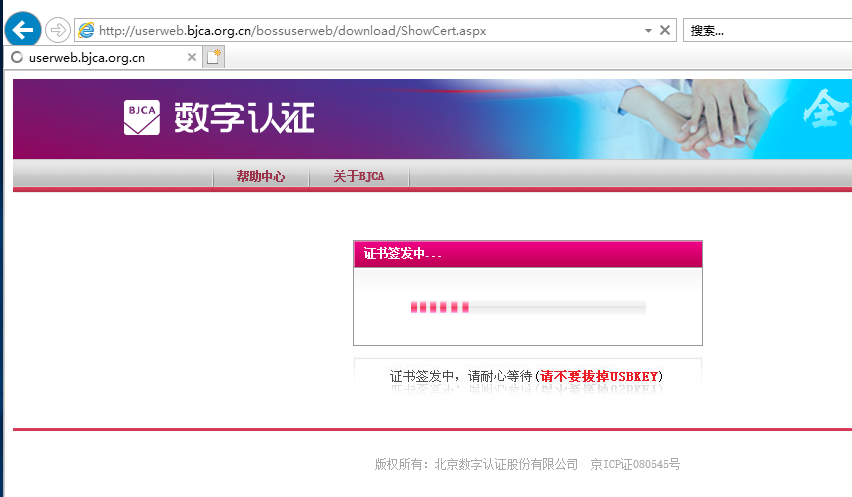 http://userweb.bjca.org.cn/bossuserweb/download/ShowCert.aspx
搜索...
userweb.bjca.org.cn
BJCA 数字认证
全
帮助中心 关于BJCA
证书签发中...
证书签发中，请耐心等待(请不要拔掉USBKEY)
版权所有：北京数字认证股份有限公司 京ICP证080545号